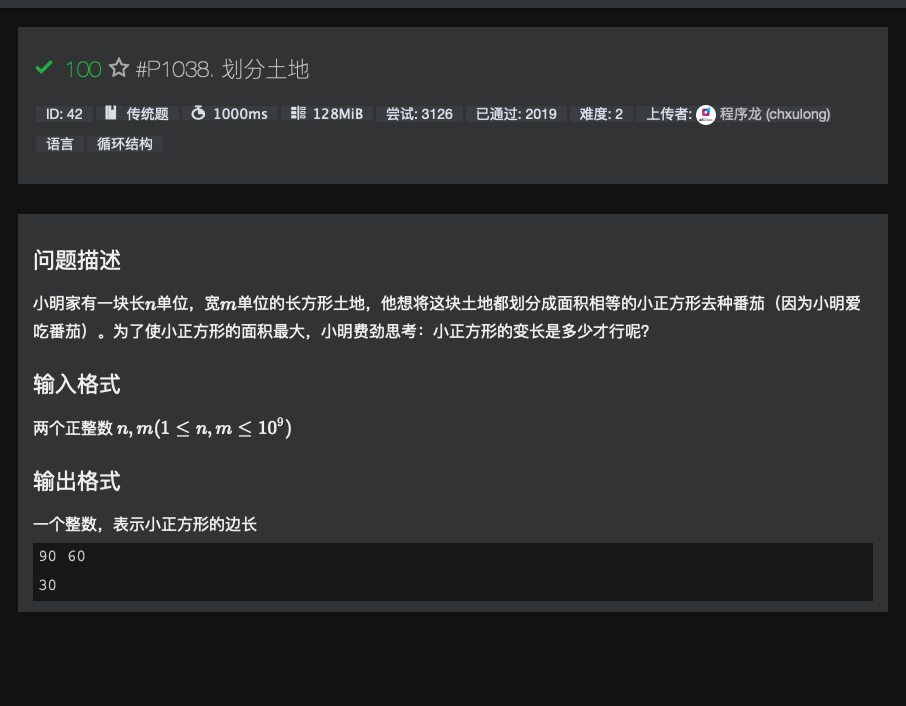 100 #P1038. 划分土地
ID: 42 传统题 1000ms 128MiB 尝试: 3126 已通过: 2019 难度: 2 上传者: 程序龙 (chxulong)
语言 循环结构
问题描述
小明家有一块长n单位，宽m单位的长方形土地，他想将这块土地都划分成面积相等的小正方形去种番茄（因为小明爱
吃番茄）。为了使小正方形的面积最大，小明费劲思考：小正方形的变长是多少才行呢?
输入格式
两个正整数 n, m(1 ≤ n, m ≤ 10⁹)
输出格式
一个整数，表示小正方形的边长
90 60
30